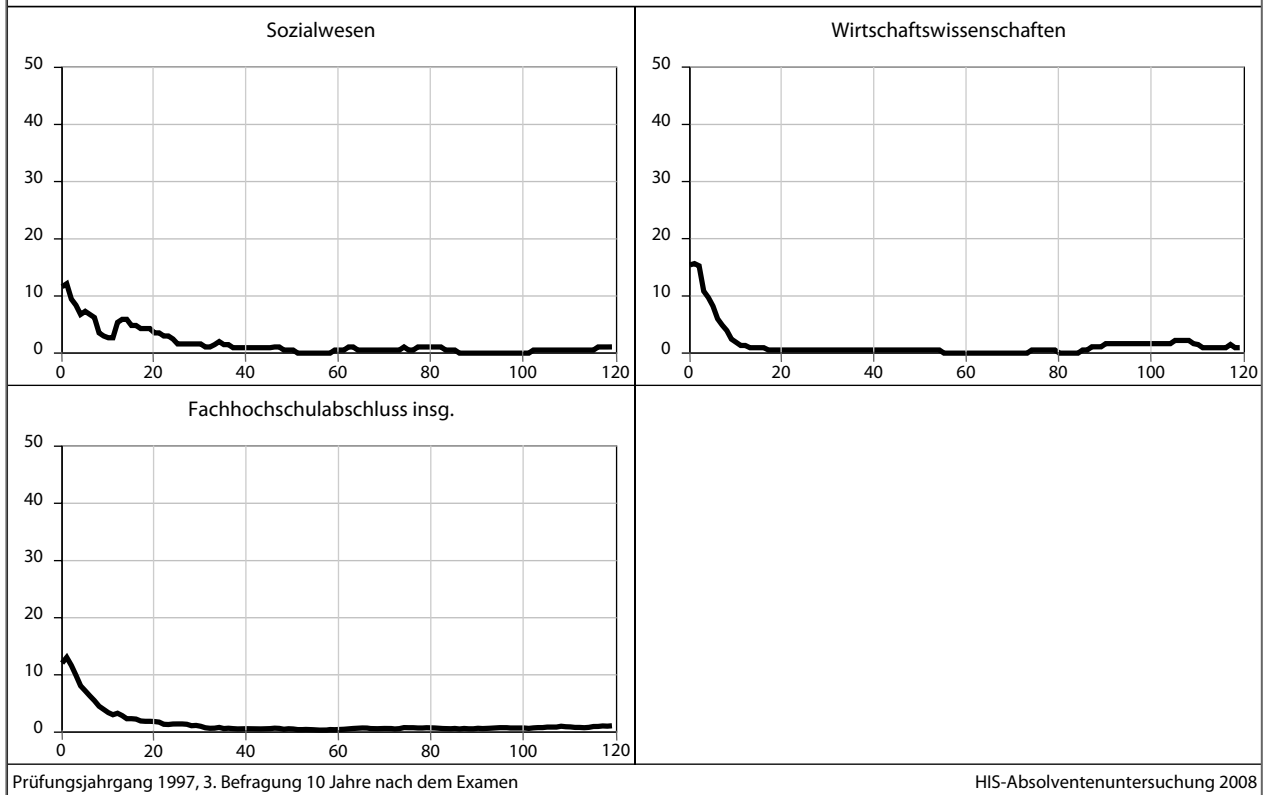 Sozialwesen
50
40
30
20
10
0
0 20 40 60 80 100 120
Wirtschaftswissenschaften
50
40
30
20
10
0
0 20 40 60 80 100 120
Fachhochschulabschluss insg.
50
40
30
20
10
0
0 20 40 60 80 100 120
Prüfungsjahrgang 1997, 3. Befragung 10 Jahre nach dem Examen
HIS-Absolventenuntersuchung 2008